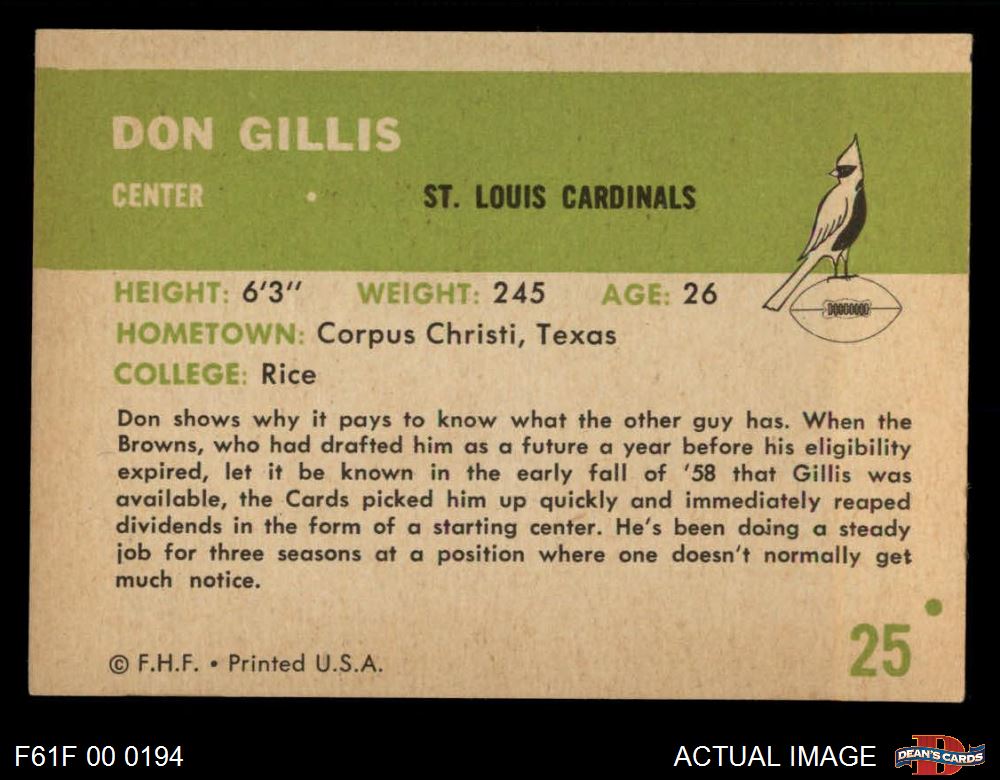 DON GILLIS
CENTER • ST. LOUIS CARDINALS
HEIGHT: 6'3" WEIGHT: 245 AGE: 26
HOMETOWN: Corpus Christi, Texas
COLLEGE: Rice
Don shows why it pays to know what the other guy has. When the
Browns, who had drafted him as a future a year before his eligibility
expired, let it be known in the early fall of '58 that Gillis was
available, the Cards picked him up quickly and immediately reaped
dividends in the form of a starting center. He's been doing a steady
job for three seasons at a position where one doesn't normally get
much notice.
25
© F.H.F. • Printed U.S.A.
F61F 00 0194
ACTUAL IMAGE
D
DEAN'S CARDS